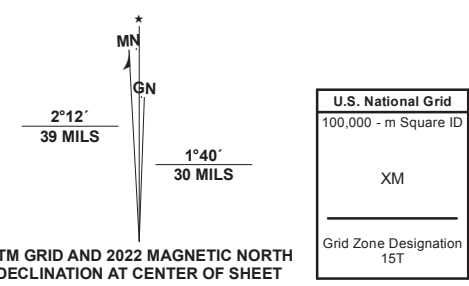 ★
MN
GN
2°12´
39 MILS
1°40´
30 MILS
TM GRID AND 2022 MAGNETIC NORTH
DECLINATION AT CENTER OF SHEET
U.S. National Grid
100,000 - m Square ID
XM
Grid Zone Designation
15T